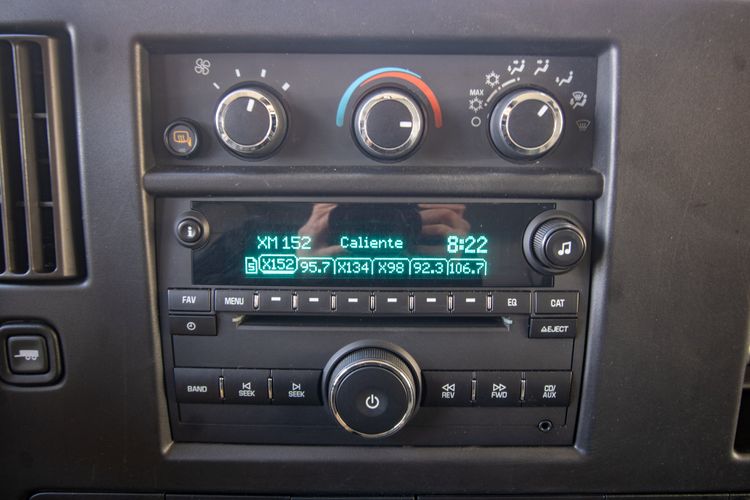 MAX
XM 152 Caliente 8:22
5 X152 95.7 X134 X98 92.3 106.7
FAV MENU EQ CAT
EJECT
BAND SEEK SEEK REV FWD CD/
AUX